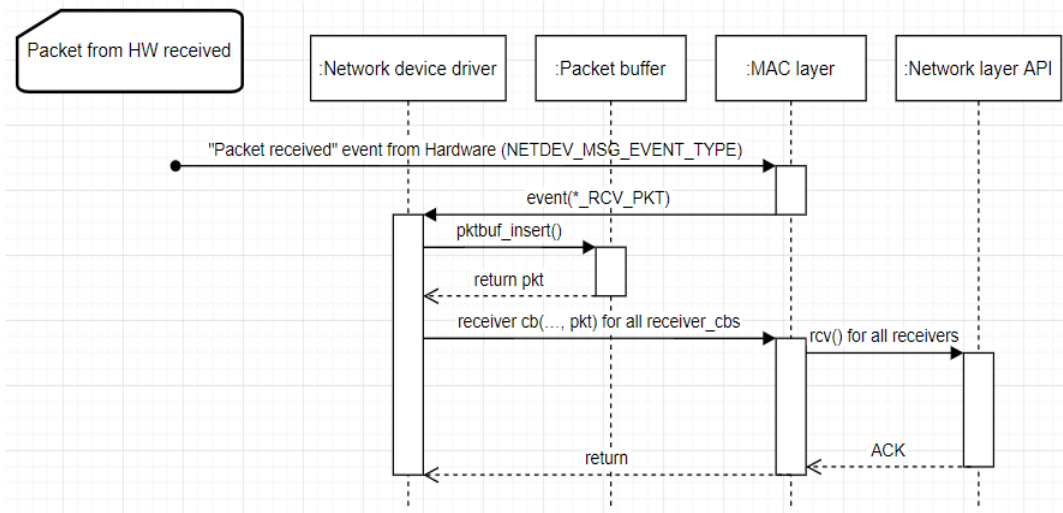 Packet from HW received
:Network device driver
:Packet buffer
:MAC layer
:Network layer API
"Packet received" event from Hardware (NETDEV_MSG_EVENT_TYPE)
event(*_RCV_PKT)
pktbuf_insert()
return pkt
receiver cb(..., pkt) for all receiver_cbs
rcv() for all receivers
ACK
return